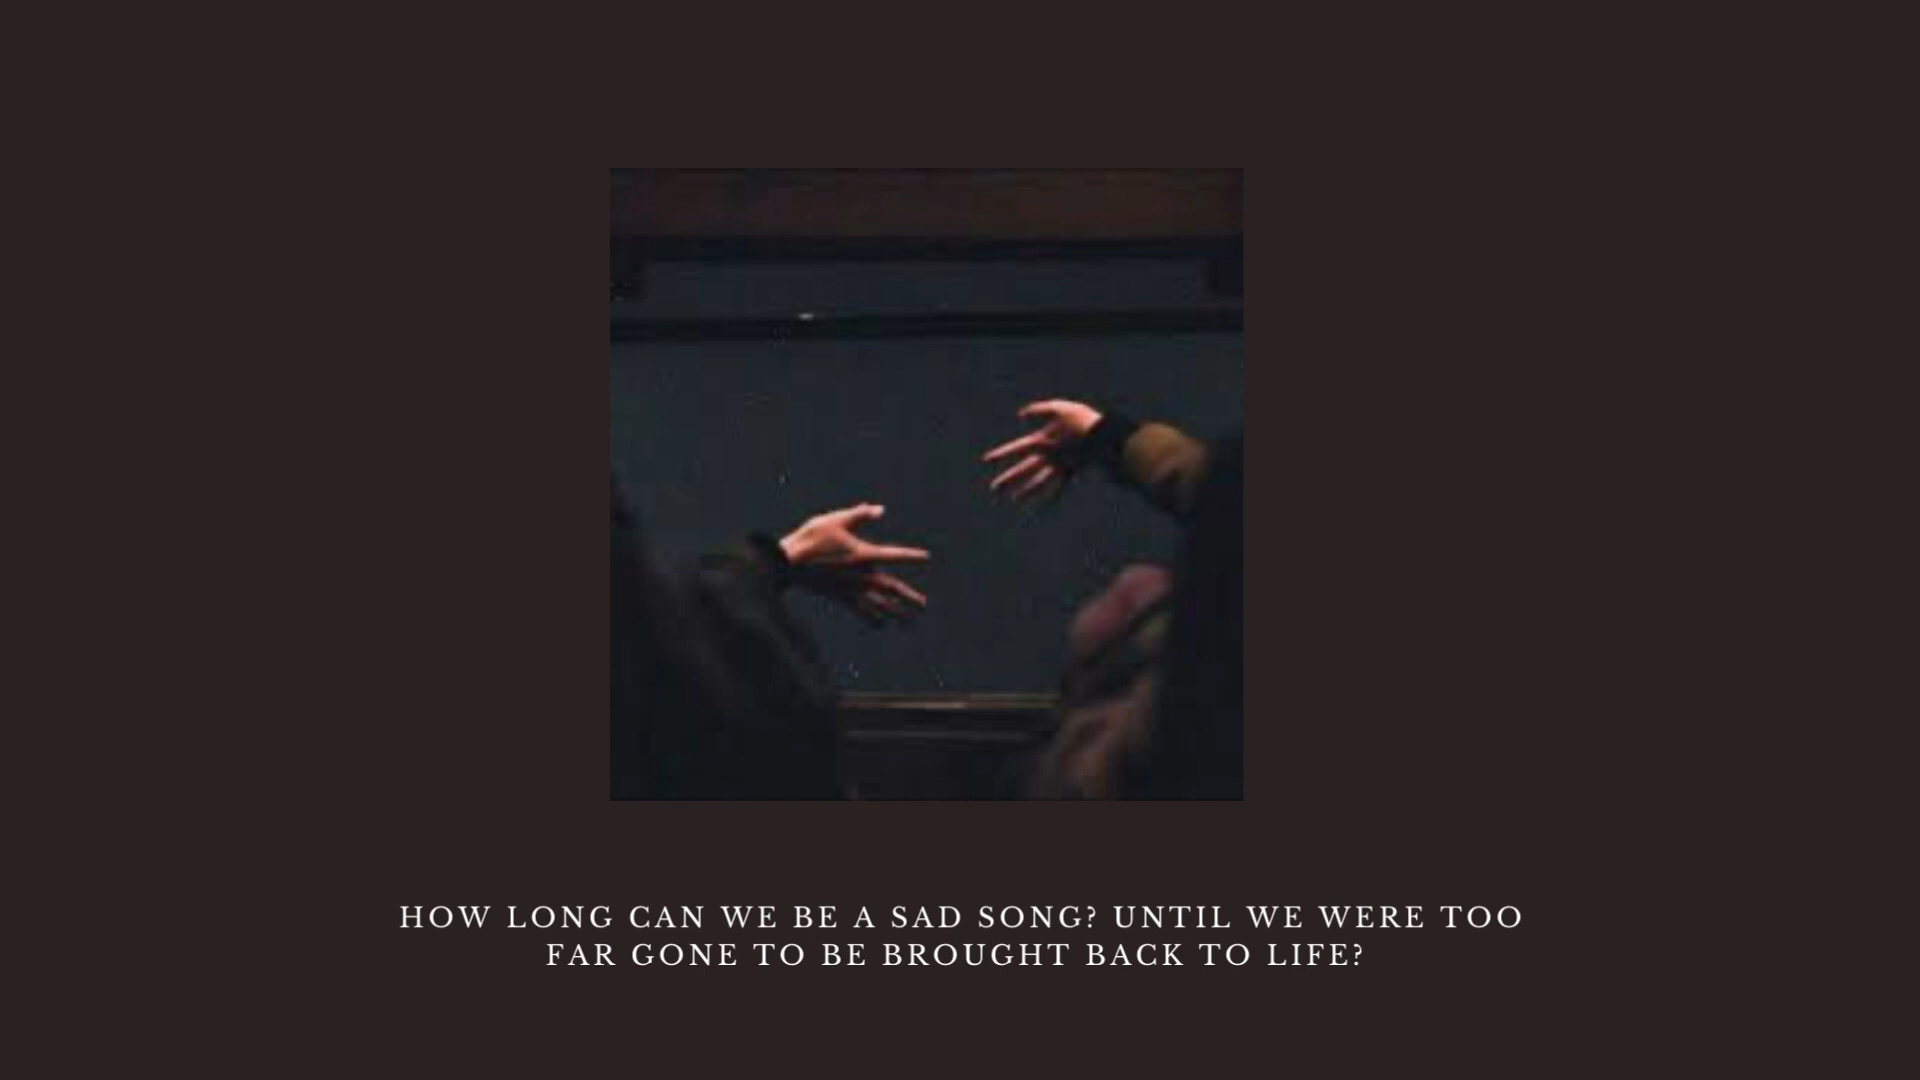 HOW LONG CAN WE BE A SAD SONG? UNTIL WE WERE TOO
FAR GONE TO BE BROUGHT BACK TO LIFE?